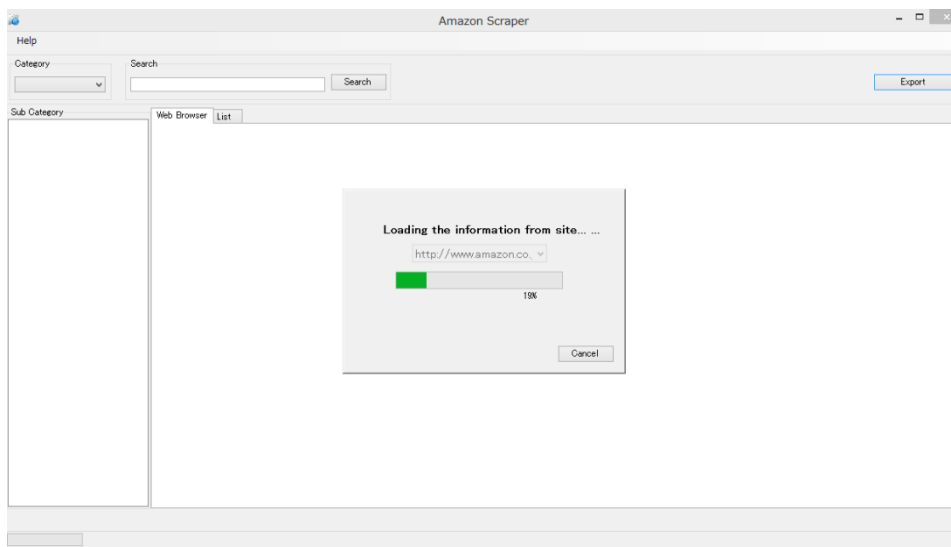 Amazon Scraper
Help
Category
Search
Search
Export
Sub Category
Web Browser
List
Loading the information from site... ...
http://www.amazon.co.
19%
Cancel